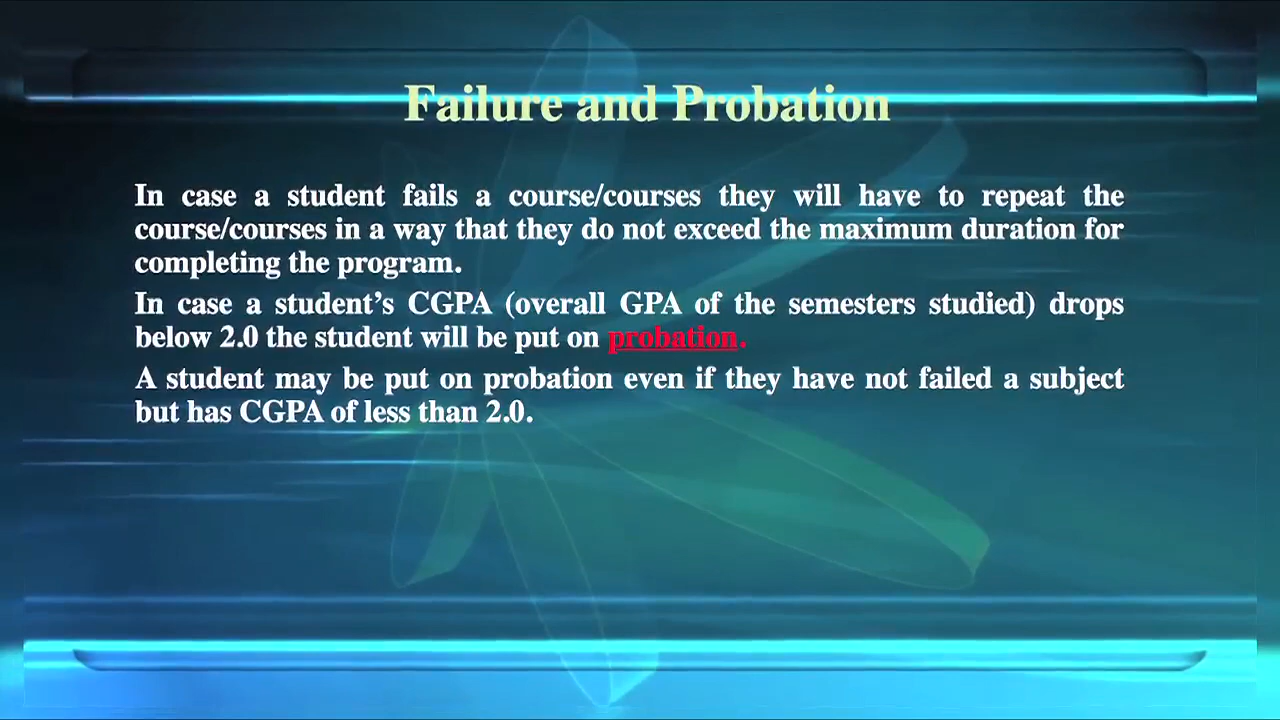 Failure and Probation
In case a student fails a course/courses they will have to repeat the
course/courses in a way that they do not exceed the maximum duration for
completing the program.
In case a student’s CGPA (overall GPA of the semesters studied) drops
below 2.0 the student will be put on probation.
A student may be put on probation even if they have not failed a subject
but has CGPA of less than 2.0.